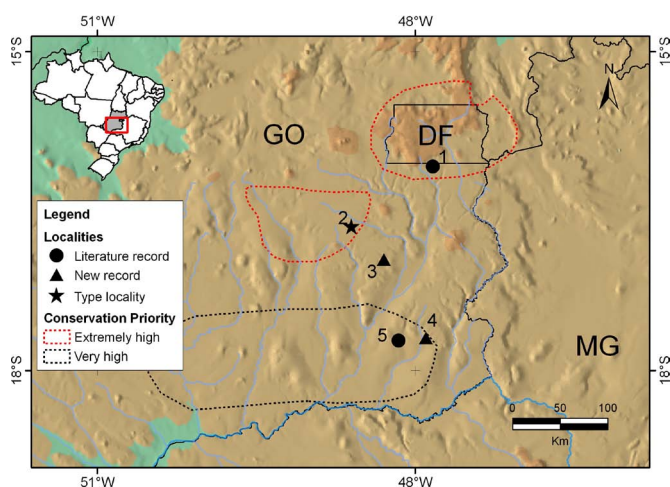 51°W
48°W
15°S
15°S
N
GO
DF
1
2
3
4
5
MG
Legend
Localities
Literature record
New record
Type locality
Conservation Priority
Extremely high
Very high
18°S
18°S
0 50 100
Km
51°W
48°W